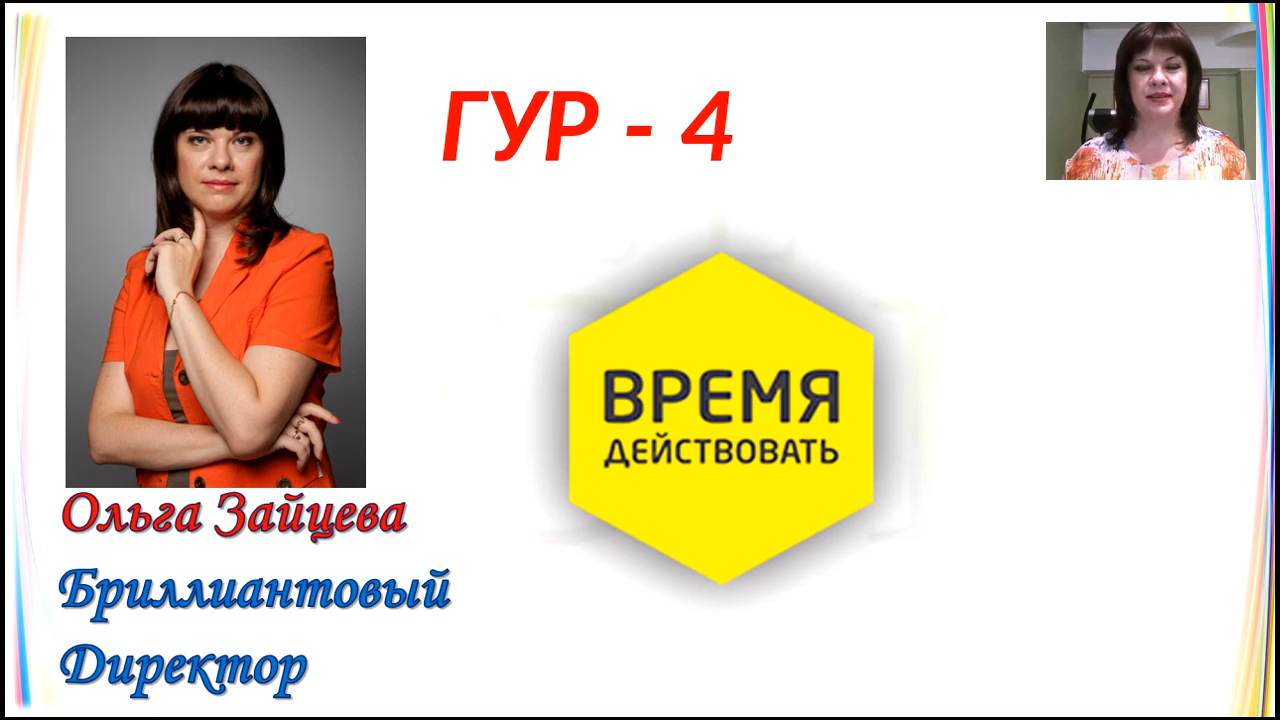 ГУР - 4
ВРЕМЯ
ДЕЙСТВОВАТЬ
Ольга Зайцева
Бриллиантовый
Директор